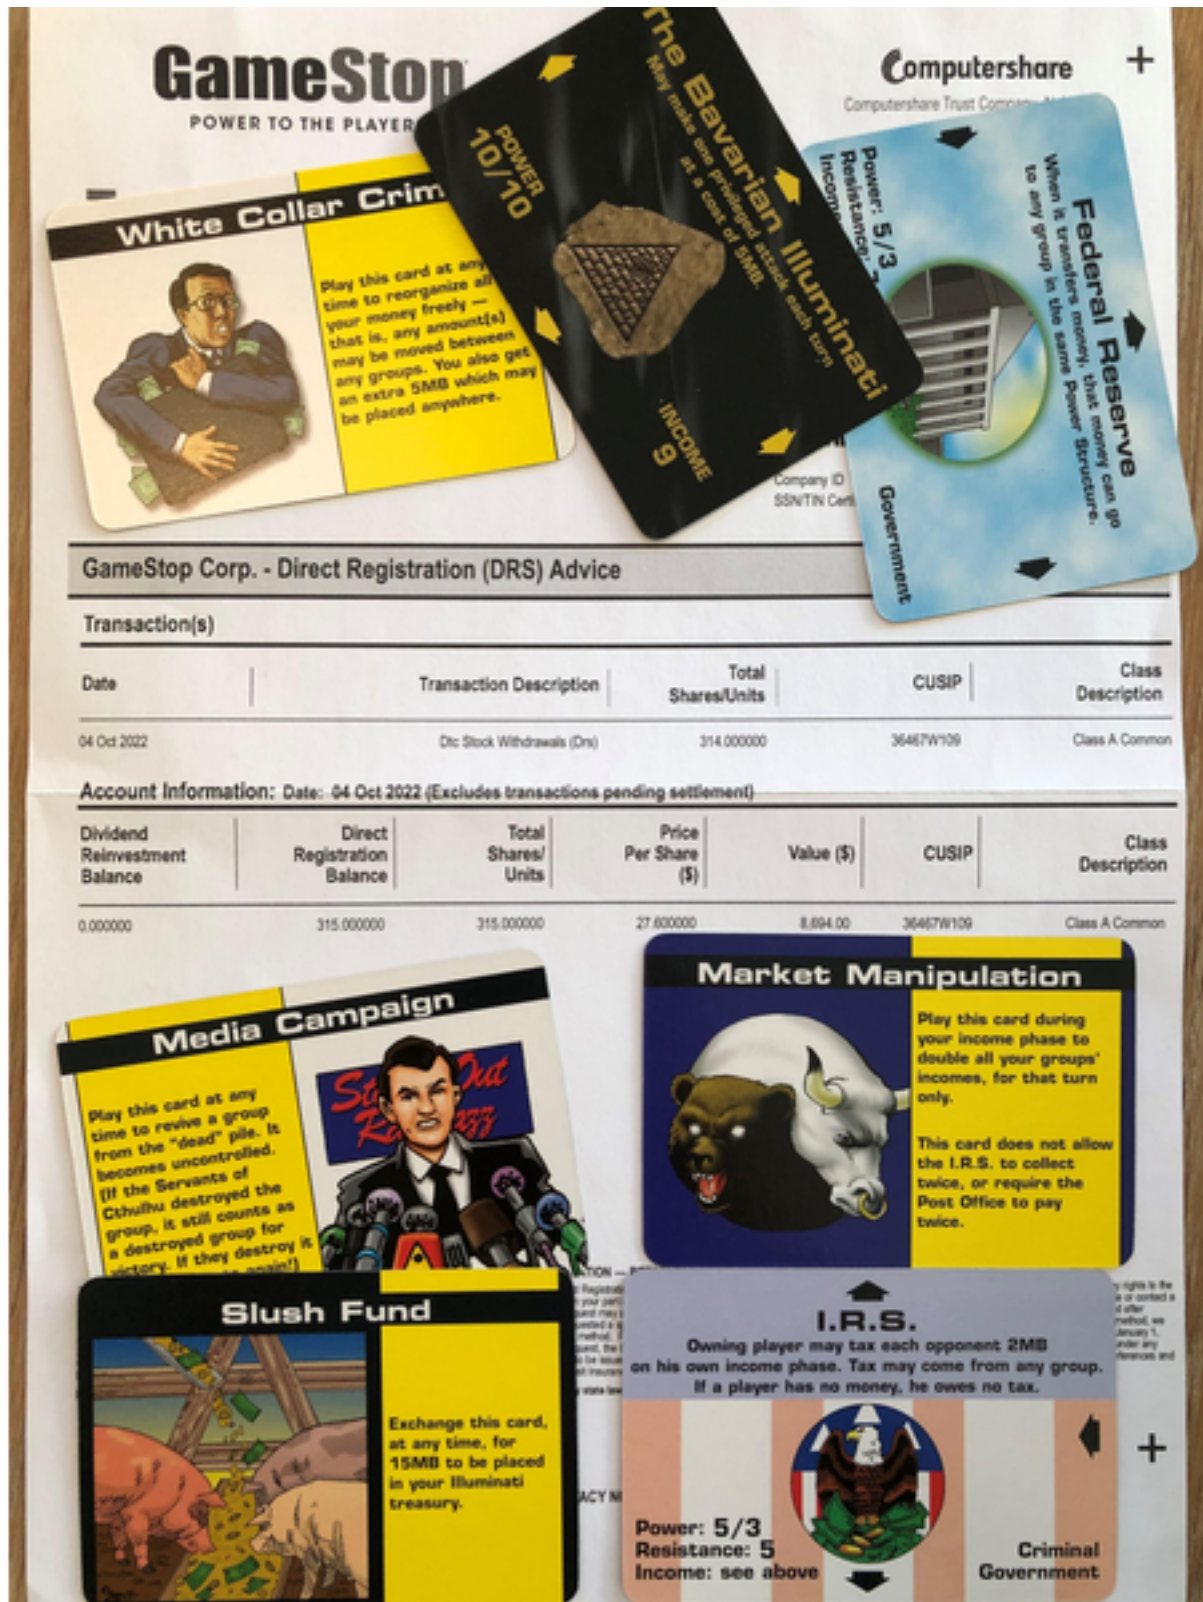 GameStop
POWER TO THE PLAYER
Computershare
Computershare Trust
+
White Collar Crim
Play this card at any
time to reorganize all
your money freely —
that is, any amount(s)
may be moved between
any groups. You also get
an extra 5MB which may
be placed anywhere.
The Bavarian Illuminati
May make one privileged attack each turn
at a cost of 5MB.
POWER
10/10
INCOME
9
Federal Reserve
When it transfers money, that money can go
to any group in the same Power Structure.
Power: 5/3
Resistance:
Income
Government
Company ID
SSN/TIN
GameStop Corp. - Direct Registration (DRS) Advice
Transaction(s)
Date Transaction Description Total Shares/Units CUSIP Class Description
04 Oct 2022 Dtc Stock Withdrawals (Drs) 314.000000 36467W109 Class A Common
Account Information: Date: 04 Oct 2022 (Excludes transactions pending settlement)
Dividend Reinvestment Balance Direct Registration Balance Total Shares/ Units Price Per Share ($) Value ($) CUSIP Class Description
0.000000 315.000000 315.000000 27.600000 8,694.00 36467W109 Class A Common
Media Campaign
Play this card at any
time to revive a group
from the "dead" pile. It
becomes uncontrolled.
(If the Servants of
Cthulhu destroyed the
group, it still counts as
a destroyed group for
victory. If they destroy it
again!)
Market Manipulation
Play this card during
your income phase to
double all your groups'
incomes, for that turn
only.
This card does not allow
the I.R.S. to collect
twice, or require the
Post Office to pay
twice.
Slush Fund
Exchange this card,
at any time, for
15MB to be placed
in your Illuminati
treasury.
I.R.S.
Owning player may tax each opponent 2MB
on his own income phase. Tax may come from any group.
If a player has no money, he owes no tax.
Power: 5/3
Resistance: 5
Income: see above
Criminal
Government
+